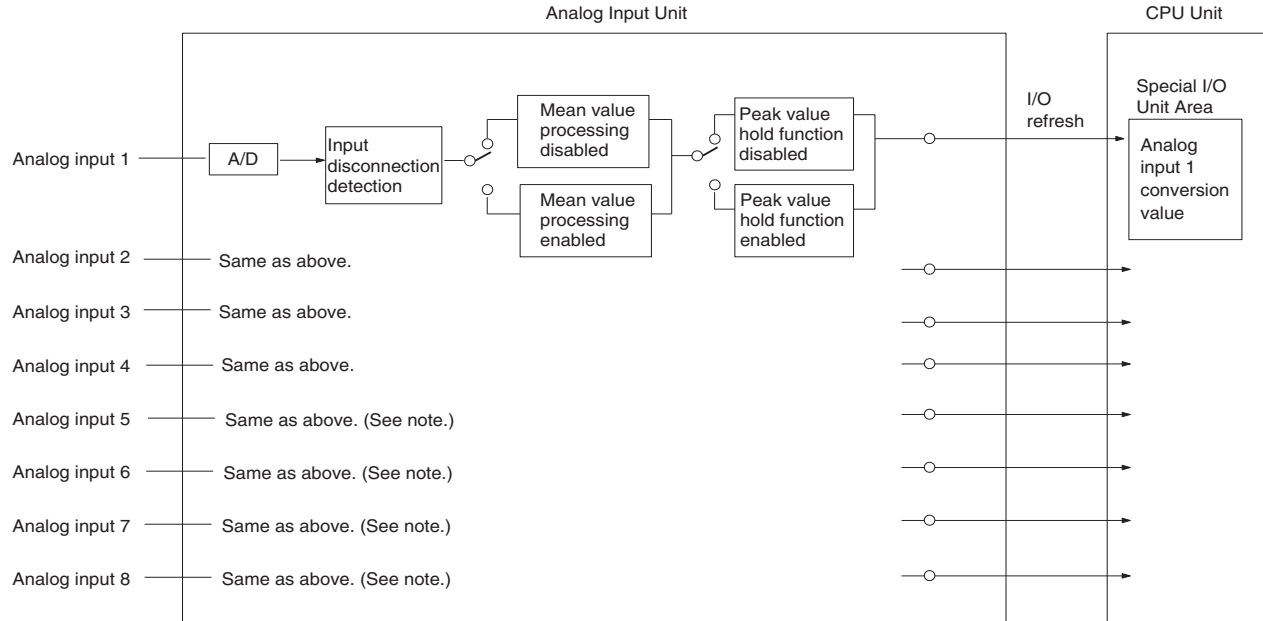 Analog Input Unit
CPU Unit
Analog input 1
A/D
Input
disconnection
detection
Mean value
processing
disabled
Mean value
processing
enabled
Peak value
hold function
disabled
Peak value
hold function
enabled
I/O
refresh
Special I/O
Unit Area
Analog
input 1
conversion
value
Analog input 2
Same as above.
Analog input 3
Same as above.
Analog input 4
Same as above.
Analog input 5
Same as above. (See note.)
Analog input 6
Same as above. (See note.)
Analog input 7
Same as above. (See note.)
Analog input 8
Same as above. (See note.)